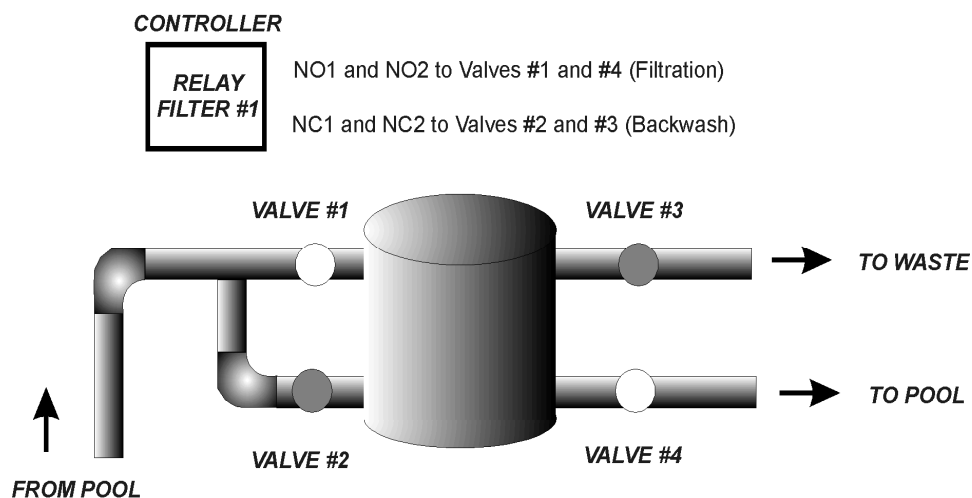 CONTROLLER
RELAY
FILTER #1
NO1 and NO2 to Valves #1 and #4 (Filtration)
NC1 and NC2 to Valves #2 and #3 (Backwash)
VALVE #1
VALVE #3
TO WASTE
TO POOL
VALVE #2
VALVE #4
FROM POOL